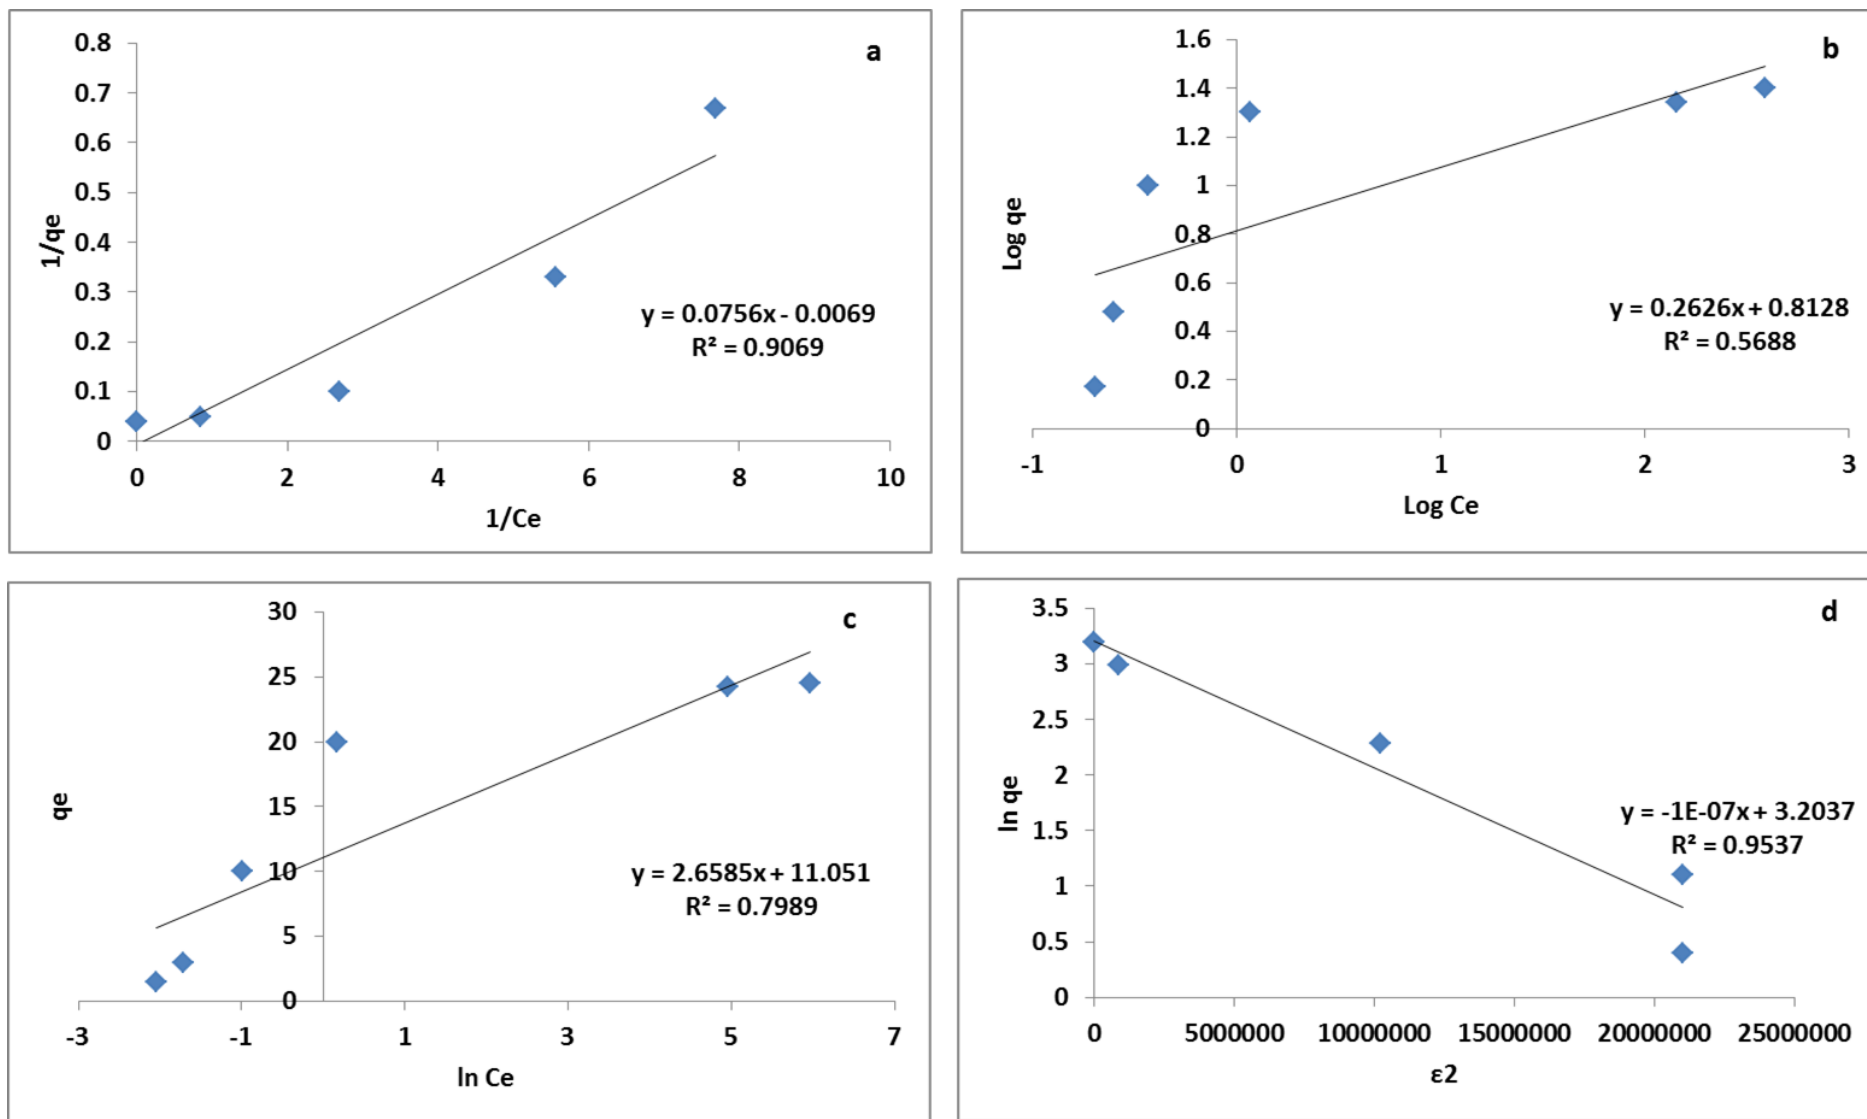 a
0.8
0.7
0.6
0.5
0.4
0.3
0.2
0.1
0
1/qe
y = 0.0756x - 0.0069
R² = 0.9069
0 2 4 6 8 10
1/Ce
b
1.6
1.4
1.2
1
0.8
0.6
0.4
0.2
0
Log qe
y = 0.2626x + 0.8128
R² = 0.5688
-1 0 1 2 3
Log Ce
c
30
25
20
15
10
5
0
qe
y = 2.6585x + 11.051
R² = 0.7989
-3 -1 1 3 5 7
ln Ce
d
3.5
3
2.5
2
1.5
1
0.5
0
ln qe
y = -1E-07x + 3.2037
R² = 0.9537
0 5000000 10000000 15000000 20000000 25000000
ε2